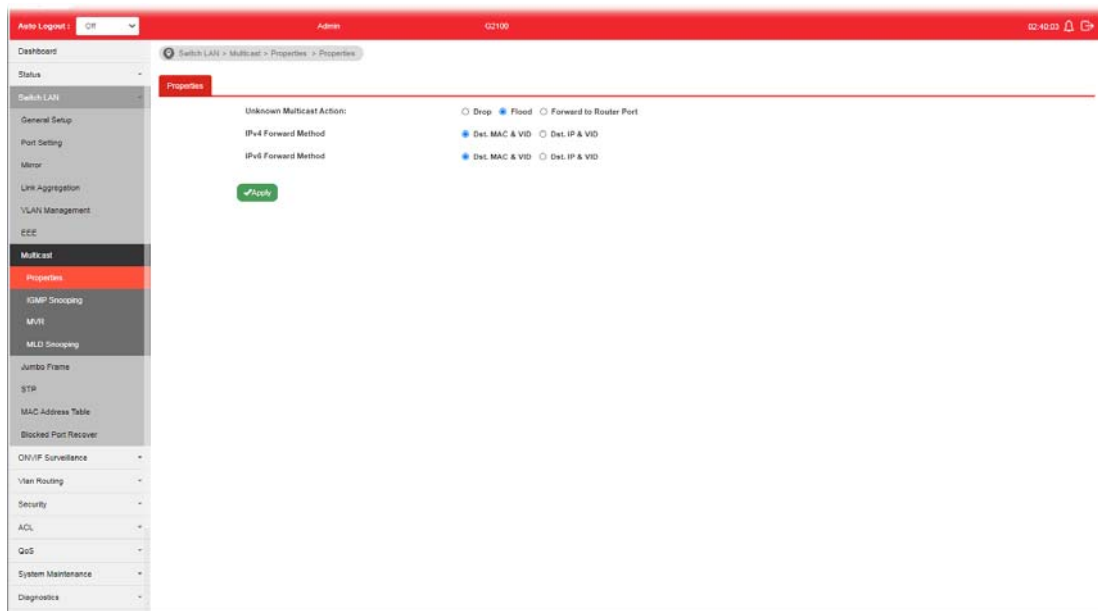 Auto Logout : Off Admin G2100 02:40:03
Dashboard
Switch LAN > Multicast > Properties > Properties
Status
Properties
Switch LAN
Unknown Multicast Action: Drop Flood Forward to Router Port
General Setup
IPv4 Forward Method Dst. MAC & VID Dst. IP & VID
Port Setting
IPv6 Forward Method Dst. MAC & VID Dst. IP & VID
Mirror
Link Aggregation
Apply
VLAN Management
EEE
Multicast
Properties
IGMP Snooping
MVR
MLD Snooping
Jumbo Frame
STP
MAC Address Table
Blocked Port Recover
ONVIF Surveillance
Vlan Routing
Security
ACL
QoS
System Maintenance
Diagnostics